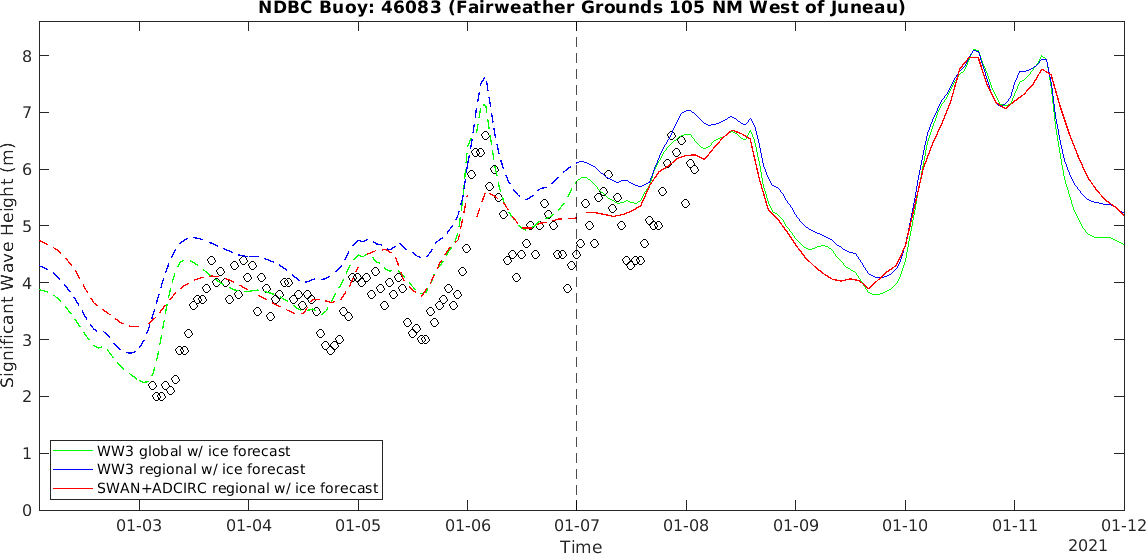 NDBC Buoy: 46083 (Fairweather Grounds 105 NM West of Juneau)
8
7
6
5
4
3
2
1
0
Significant Wave Height (m)
WW3 global w/ ice forecast
WW3 regional w/ ice forecast
SWAN+ADCIRC regional w/ ice forecast
01-03 01-04 01-05 01-06 01-07 01-08 01-09 01-10 01-11 01-12
Time
2021